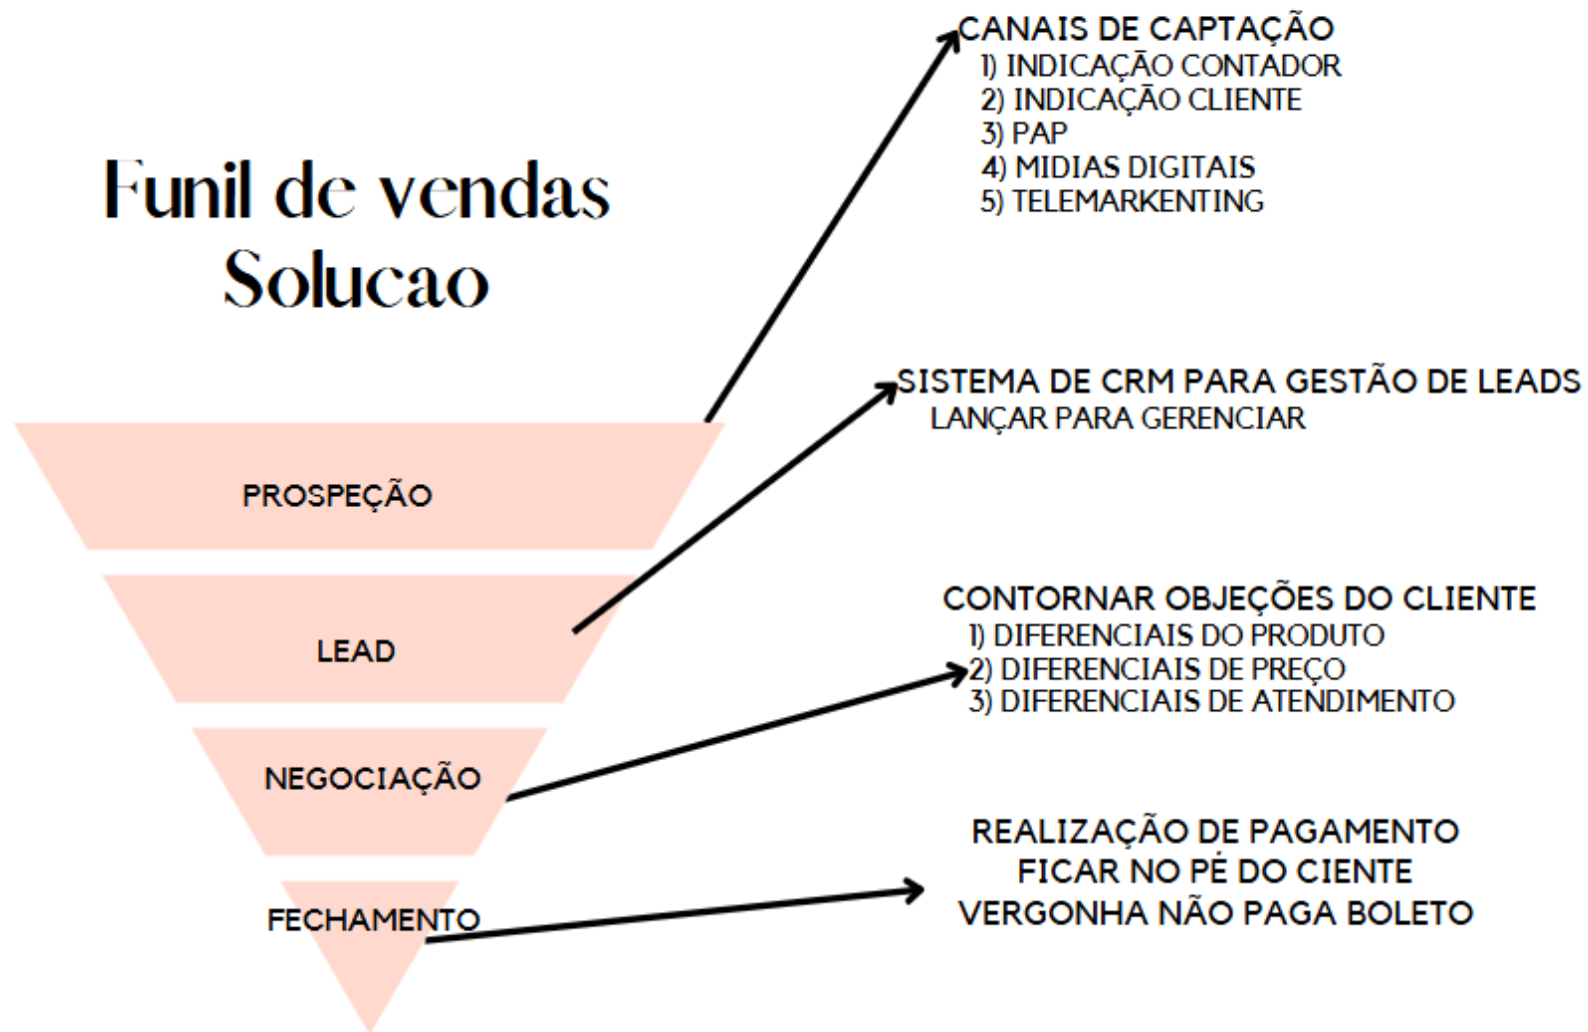 Funil de vendas
Solucao
CANAIS DE CAPTAÇÃO
1) INDICAÇÃO CONTADOR
2) INDICAÇÃO CLIENTE
3) PAP
4) MIDIAS DIGITAIS
5) TELEMARKENTING
PROSPEÇÃO
SISTEMA DE CRM PARA GESTÃO DE LEADS
LANÇAR PARA GERENCIAR
LEAD
CONTORNAR OBJEÇÕES DO CLIENTE
1) DIFERENCIAIS DO PRODUTO
2) DIFERENCIAIS DE PREÇO
3) DIFERENCIAIS DE ATENDIMENTO
NEGOCIAÇÃO
REALIZAÇÃO DE PAGAMENTO
FICAR NO PÉ DO CIENTE
VERGONHA NÃO PAGA BOLETO
FECHAMENTO